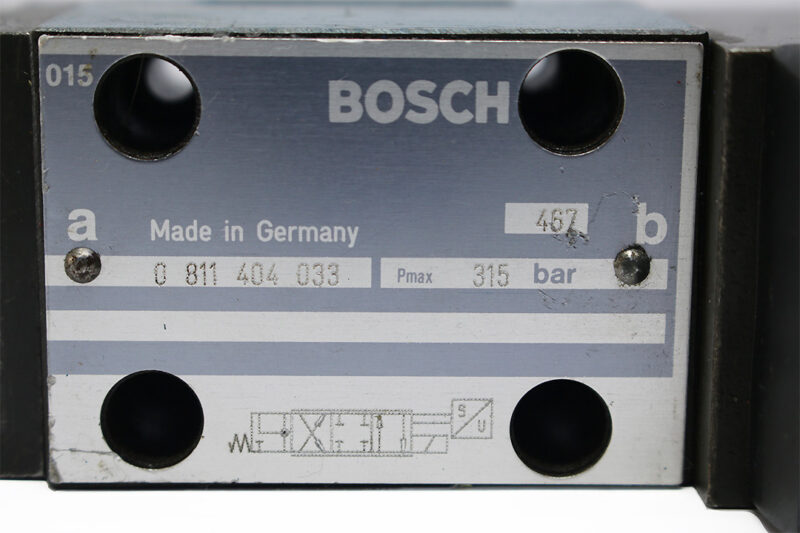 015
BOSCH
a
467
b
Made in Germany
0 811 404 033
Pmax 315 bar
S
U